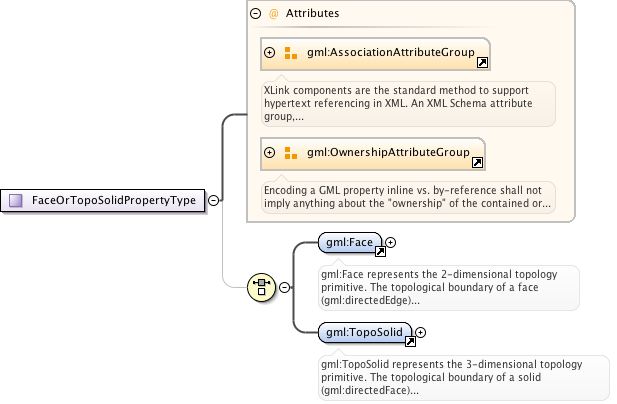 @ Attributes
gml:AssociationAttributeGroup
XLink components are the standard method to support
hypertext referencing in XML. An XML Schema attribute
group,...
gml:OwnershipAttributeGroup
Encoding a GML property inline vs. by-reference shall not
imply anything about the "ownership" of the contained or...
FaceOrTopoSolidPropertyType
gml:Face
gml:Face represents the 2-dimensional topology
primitive. The topological boundary of a face
(gml:directedEdge)...
gml:TopoSolid
gml:TopoSolid represents the 3-dimensional topology
primitive. The topological boundary of a solid
(gml:directedFace)...